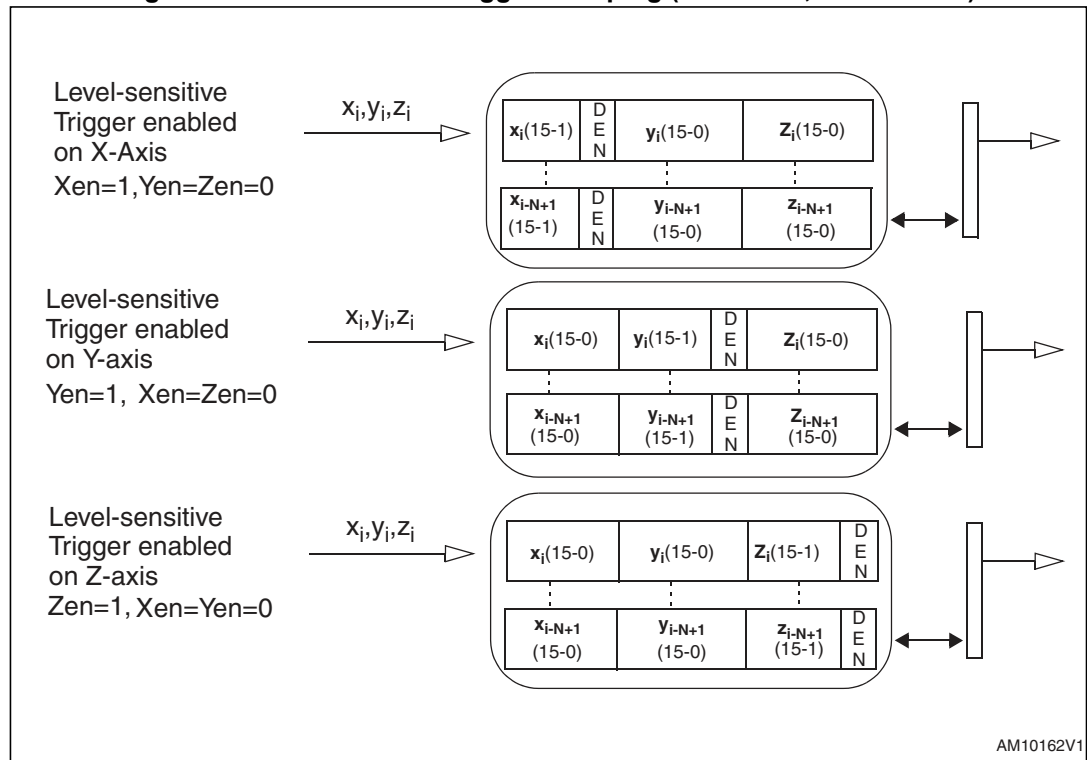 Level-sensitive
Trigger enabled
on X-Axis
Xen=1,Yen=Zen=0
xi,yi,zi
xi(15-1) DEN yi(15-0) Zi(15-0)
xi-N+1 (15-1) DEN yi-N+1 (15-0) zi-N+1 (15-0)
Level-sensitive
Trigger enabled
on Y-axis
Yen=1, Xen=Zen=0
xi,yi,zi
xi(15-0) yi(15-1) DEN Zi(15-0)
xi-N+1 (15-0) yi-N+1 (15-1) DEN Zi-N+1 (15-0)
Level-sensitive
Trigger enabled
on Z-axis
Zen=1, Xen=Yen=0
xi,yi,zi
xi(15-0) yi(15-0) Zi(15-1) DEN
xi-N+1 (15-0) yi-N+1 (15-0) zi-N+1 (15-1) DEN
AM10162V1